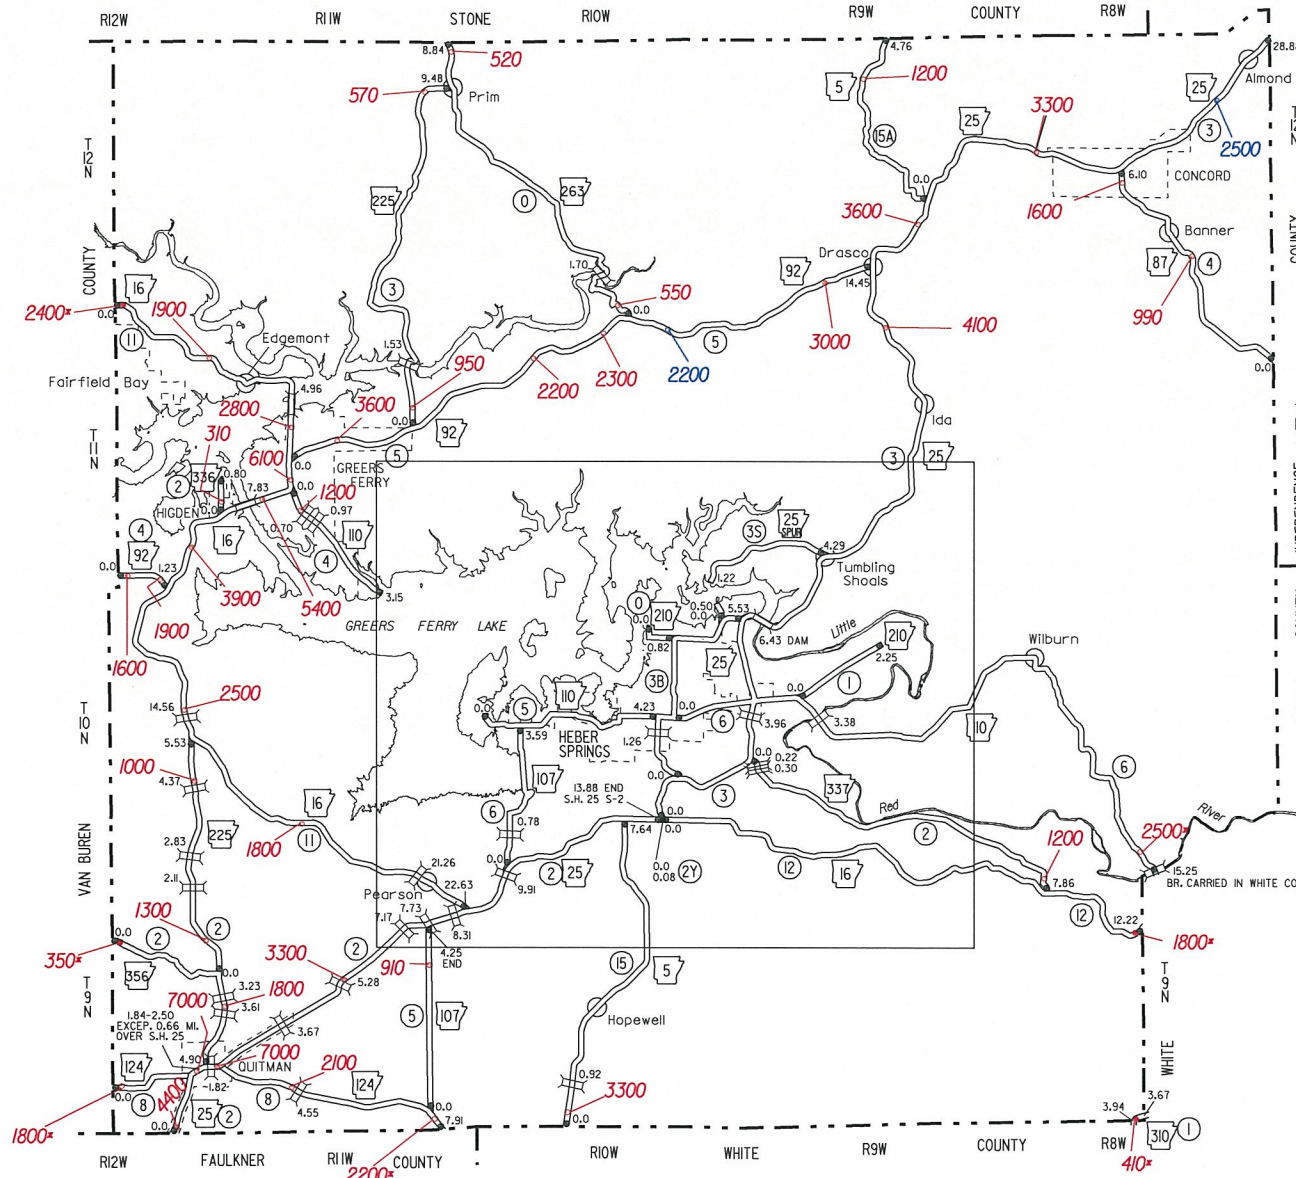 R12W R11W STONE R10W R9W COUNTY R8W
8.84 520 4.76 28.8
9.48 Prim 570 5 1200 25 Almond
T 12 N 3300 25 2500 3
15A CONCORD
225 0 263 0.0 6.10 1600
COUNTY 3600 Banner
1.70 92 Drasco 87 4
16 3 14.45
2400* 0.0 1900 550 0.0 3000 4100 990
11 Edgemont 1.53 950 2300 2200 5
Fairfield Bay 4.96 2200 0.0
2800 3600 0.0 92 Ida
T 11 N 310 6100 0.0 5 3 25
336 0.80 GREERS FERRY
2 7.83 0.0 1200 0.97
HIGDEN 0.0 16 0.70 110 3S 25 SPUR 4.29
4 92 4 Tumbling Shoals
0.0 1.23 3900 5400 3.15 1.22
1900 GREERS FERRY LAKE 0 210 0.50 0.0 5.53 6.43 DAM Little 210
1600 0.0 0.82 25 2.25 Wilburn
2500 3B 0.0 1
T 10 N 14.56 0.0 5 110 4.23 0.0 6 3.96 3.38 10
5.53 3.59 HEBER SPRINGS 1.26
1000 4.37 107 0.0 0.0 0.22 0.30 6
16 13.88 END S.H. 25 S-2 3 337 Red River
225 1800 11 6 0.78 0.0 2 2500*
VAN BUREN 2.83 7.64 0.0 1200
2.11 21.26 0.0 2 25 0.0 0.08 2Y 12 16 7.86 15.25
Pearson 22.63 9.91 BR. CARRIED IN WHITE CO
1300 2 7.73 7.17 8.31 12 12.22
0.0 2 3300 2 4.25 END 1800*
350* 356 0.0 5.28 910 15 5
T 9 N 3.23 1800 T 9 N
7000 3.61
1.84-2.50 EXCEP. 0.66 MI. OVER S.H. 25 3.67 5 107 Hopewell
4.90 7000 QUITMAN WHITE
124 1.82 2100 124 0.92
0.0 8 4400 8 4.55 0.0 3300 3.94 3.67
1800* 0.0 25 2 7.91 0.0 310 1
R12W FAULKNER R11W COUNTY R10W WHITE R9W COUNTY R8W 410*
2200*